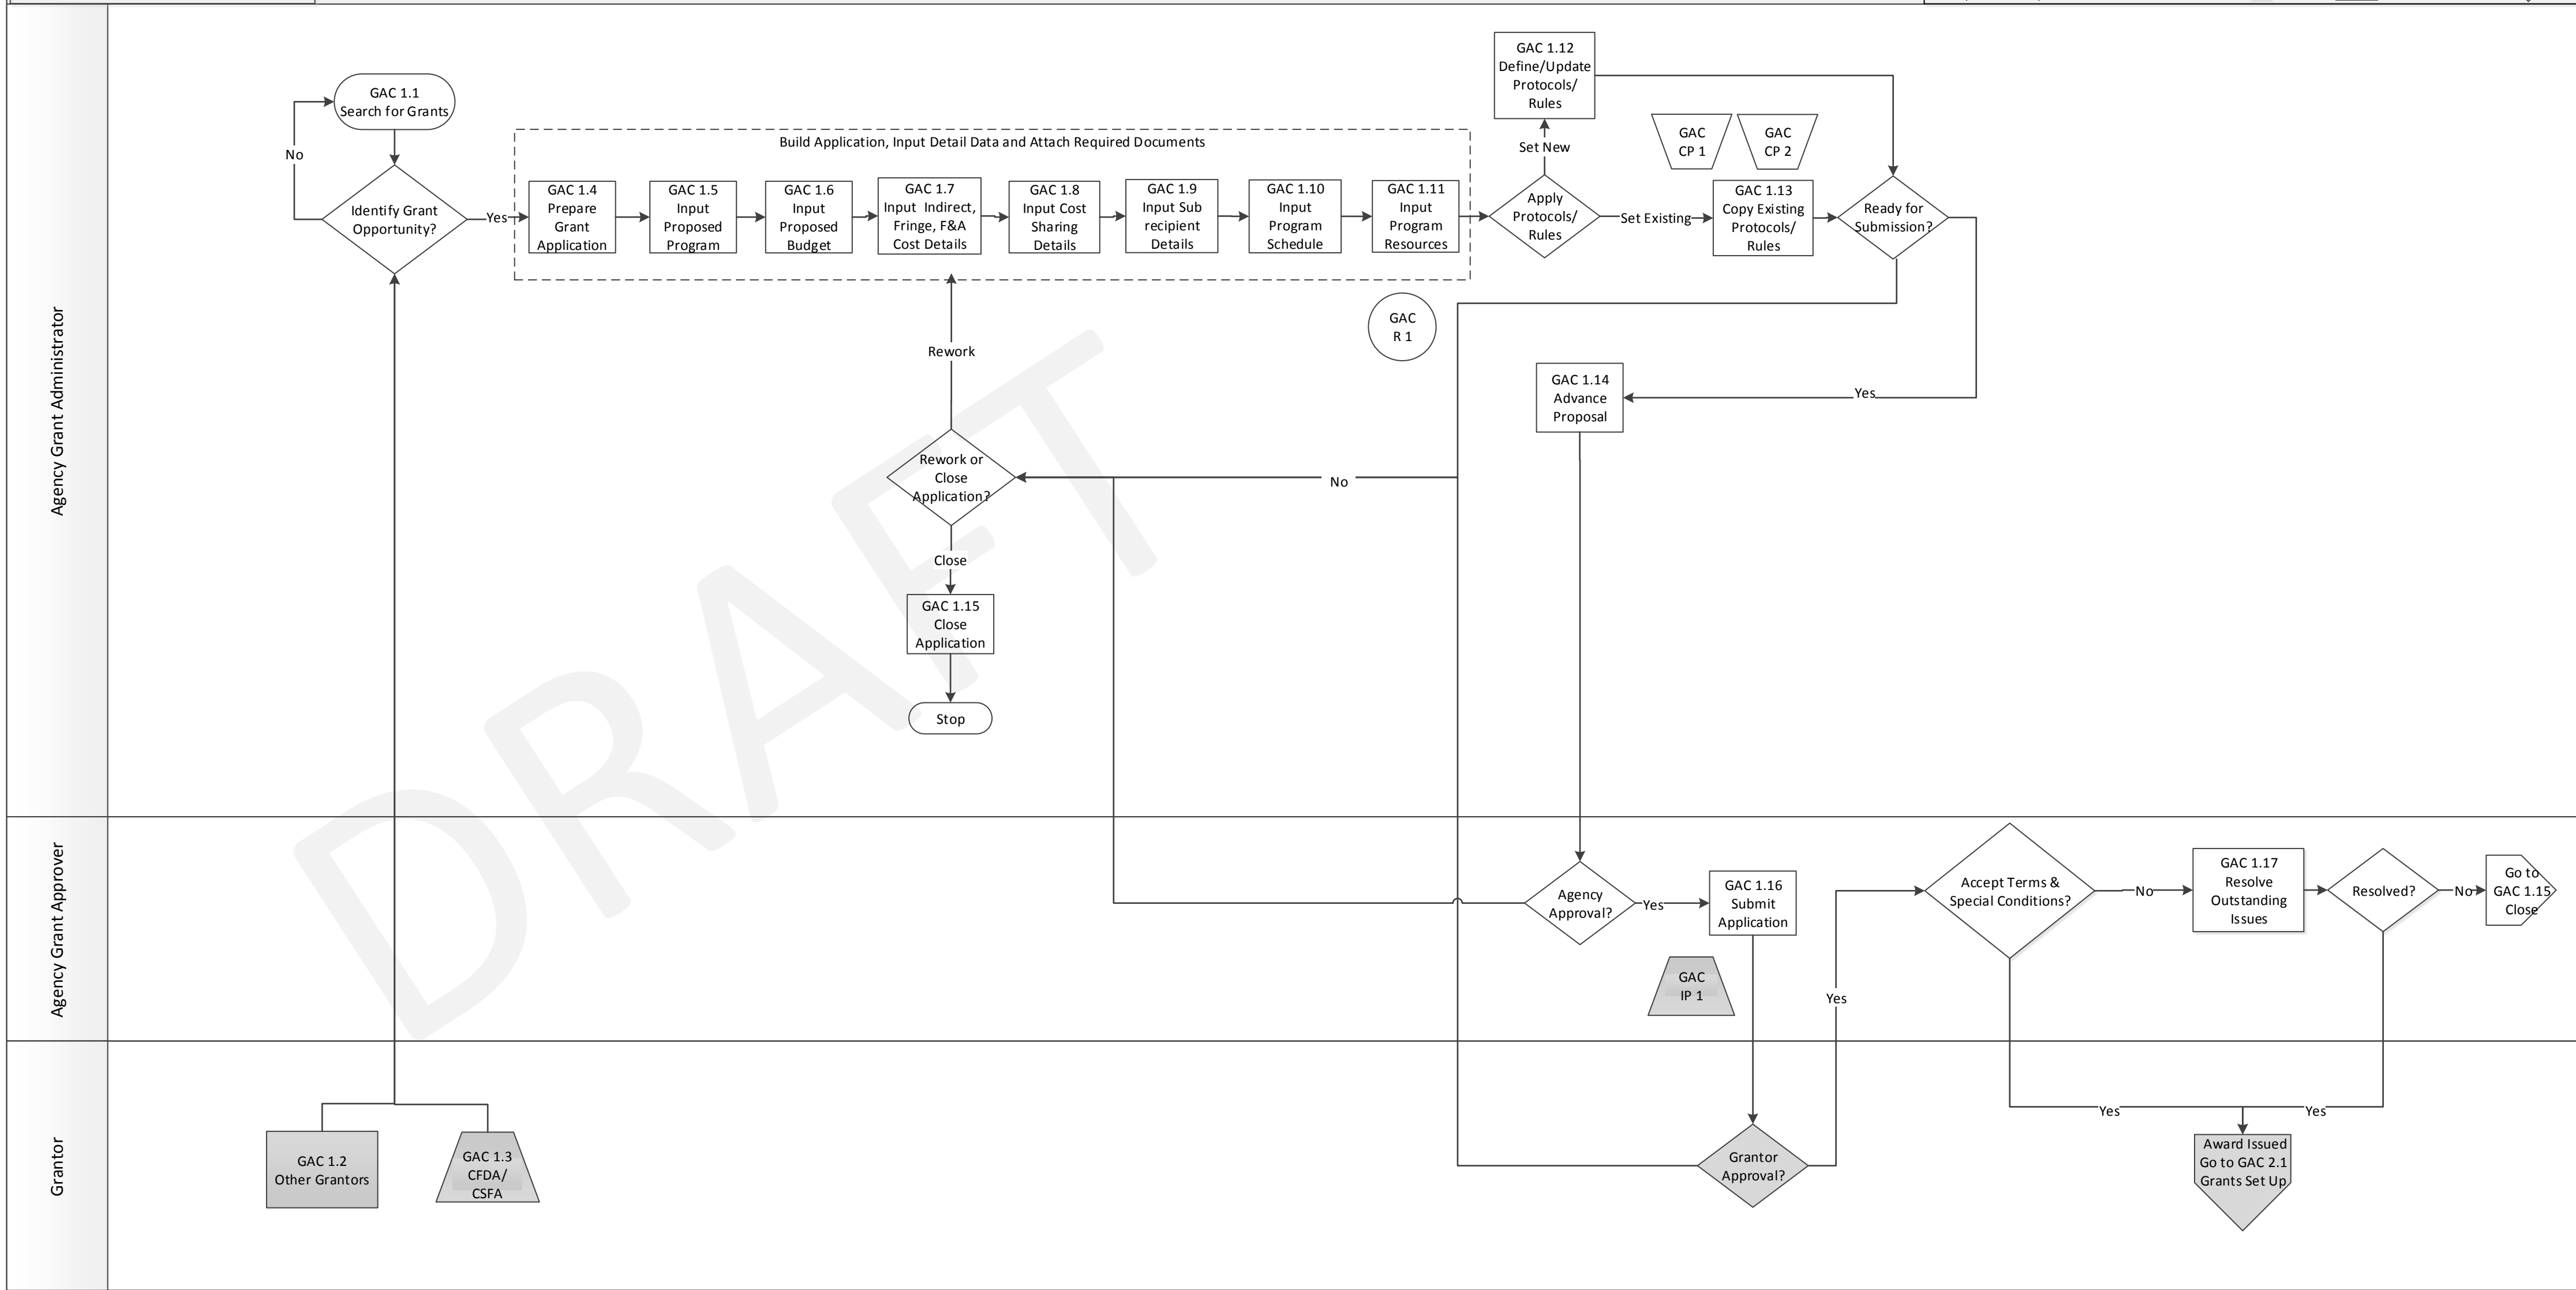 Agency Grant Administrator
GAC 1.1
Search for Grants
No
Identify Grant
Opportunity?
Yes
Build Application, Input Detail Data and Attach Required Documents
GAC 1.4
Prepare
Grant
Application
GAC 1.5
Input
Proposed
Program
GAC 1.6
Input
Proposed
Budget
GAC 1.7
Input Indirect,
Fringe, F&A
Cost Details
GAC 1.8
Input Cost
Sharing
Details
GAC 1.9
Input Sub
recipient
Details
GAC 1.10
Input
Program
Schedule
GAC 1.11
Input
Program
Resources
GAC 1.12
Define/Update
Protocols/
Rules
Set New
Apply
Protocols/
Rules
Set Existing
GAC
CP 1
GAC
CP 2
GAC 1.13
Copy Existing
Protocols/
Rules
Ready for
Submission?
GAC
R 1
Rework
GAC 1.14
Advance
Proposal
Yes
Rework or
Close
Application?
No
Close
GAC 1.15
Close
Application
Stop
DRAFT
Agency Grant Approver
Agency
Approval?
Yes
GAC 1.16
Submit
Application
GAC
IP 1
Yes
Accept Terms &
Special Conditions?
No
GAC 1.17
Resolve
Outstanding
Issues
Resolved?
No
Go to
GAC 1.15
Close
Grantor
GAC 1.2
Other Grantors
GAC 1.3
CFDA/
CSFA
Grantor
Approval?
Yes
Yes
Award Issued
Go to GAC 2.1
Grants Set Up